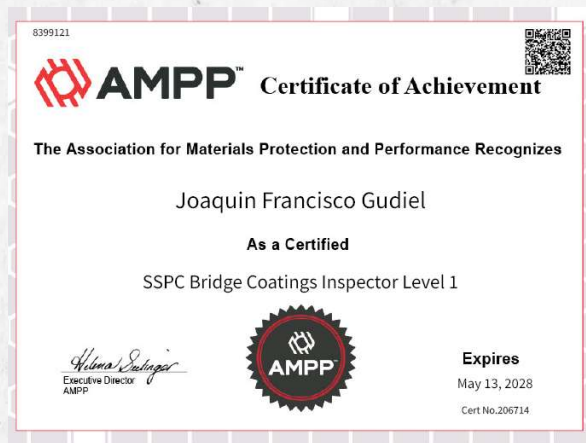 8399121
AMPP™ Certificate of Achievement
The Association for Materials Protection and Performance Recognizes
Joaquin Francisco Gudiel
As a Certified
SSPC Bridge Coatings Inspector Level 1
AMPP
Executive Director
AMPP
Expires
May 13, 2028
Cert No.206714